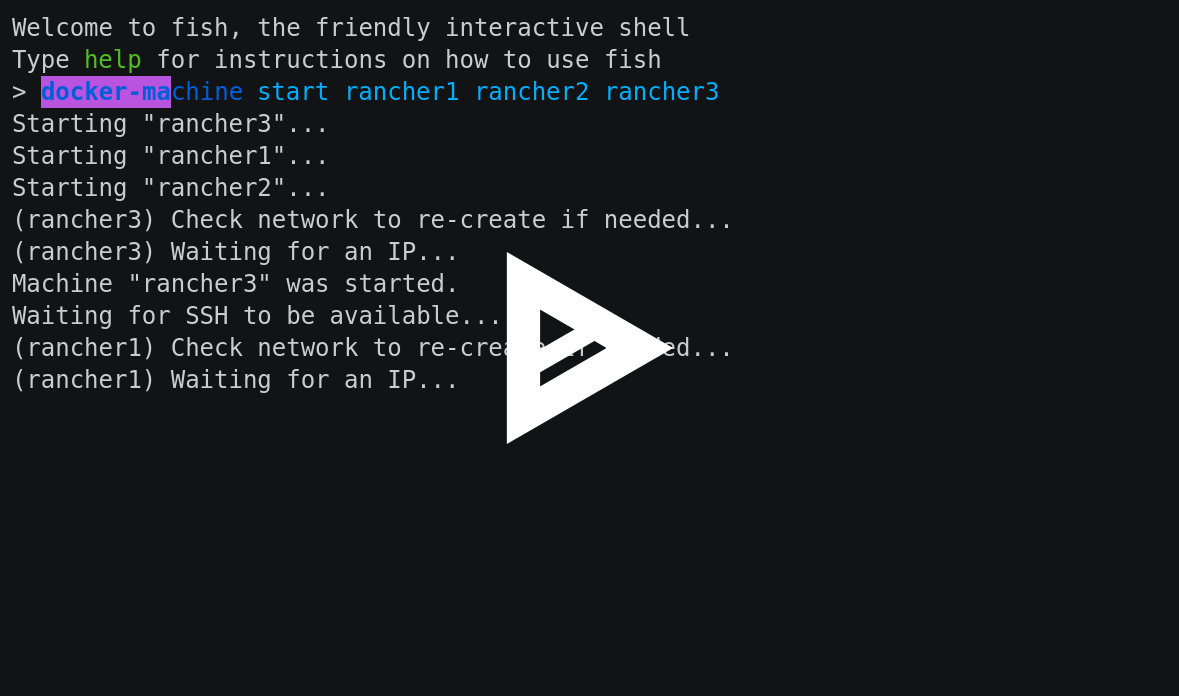 Welcome to fish, the friendly interactive shell
Type help for instructions on how to use fish
> docker-machine start rancher1 rancher2 rancher3
Starting "rancher3"...
Starting "rancher1"...
Starting "rancher2"...
(rancher3) Check network to re-create if needed...
(rancher3) Waiting for an IP...
Machine "rancher3" was started.
Waiting for SSH to be available...
(rancher1) Check network to re-create if needed...
(rancher1) Waiting for an IP...